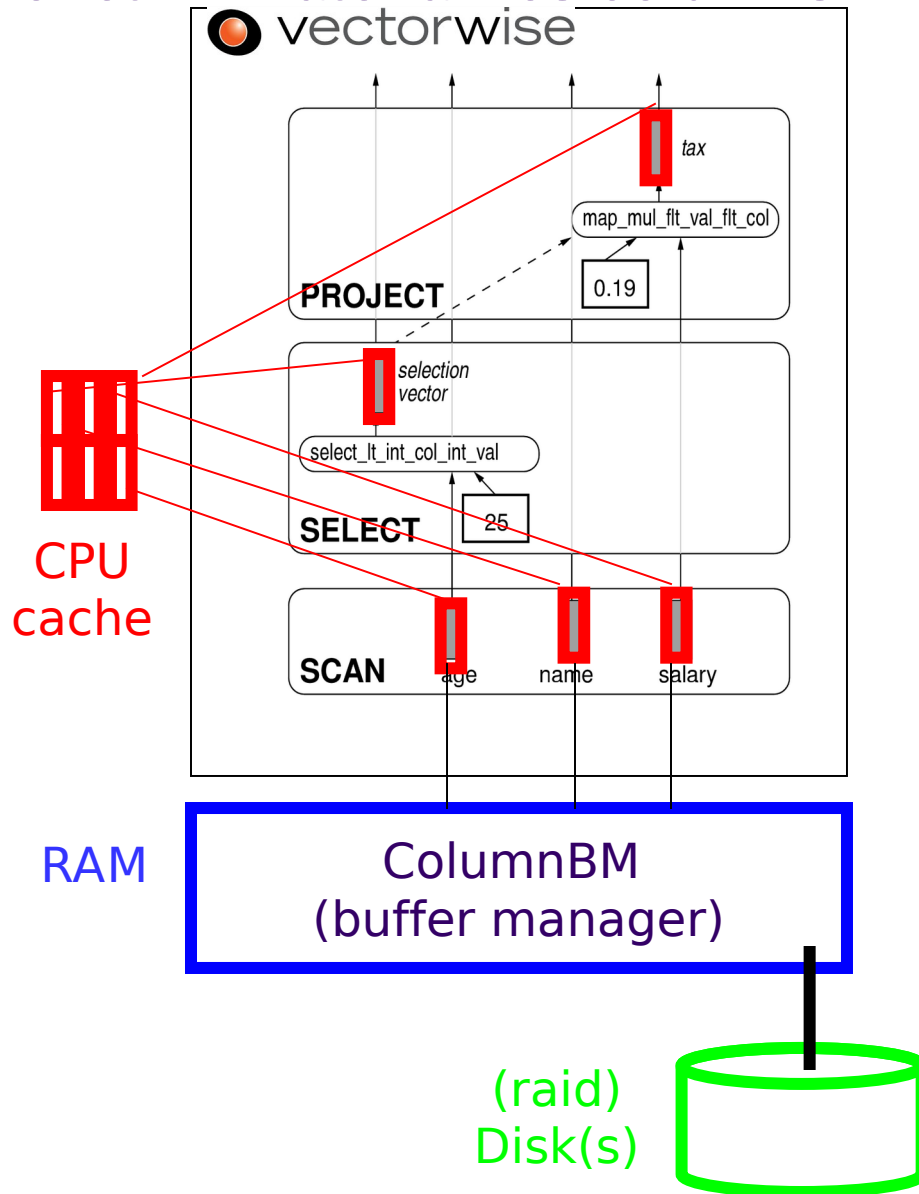 vectorwise
tax
map_mul_flt_val_flt_col
0.19
PROJECT
selection
vector
select_lt_int_col_int_val
25
SELECT
CPU
cache
SCAN
age
name
salary
RAM
ColumnBM
(buffer manager)
(raid)
Disk(s)